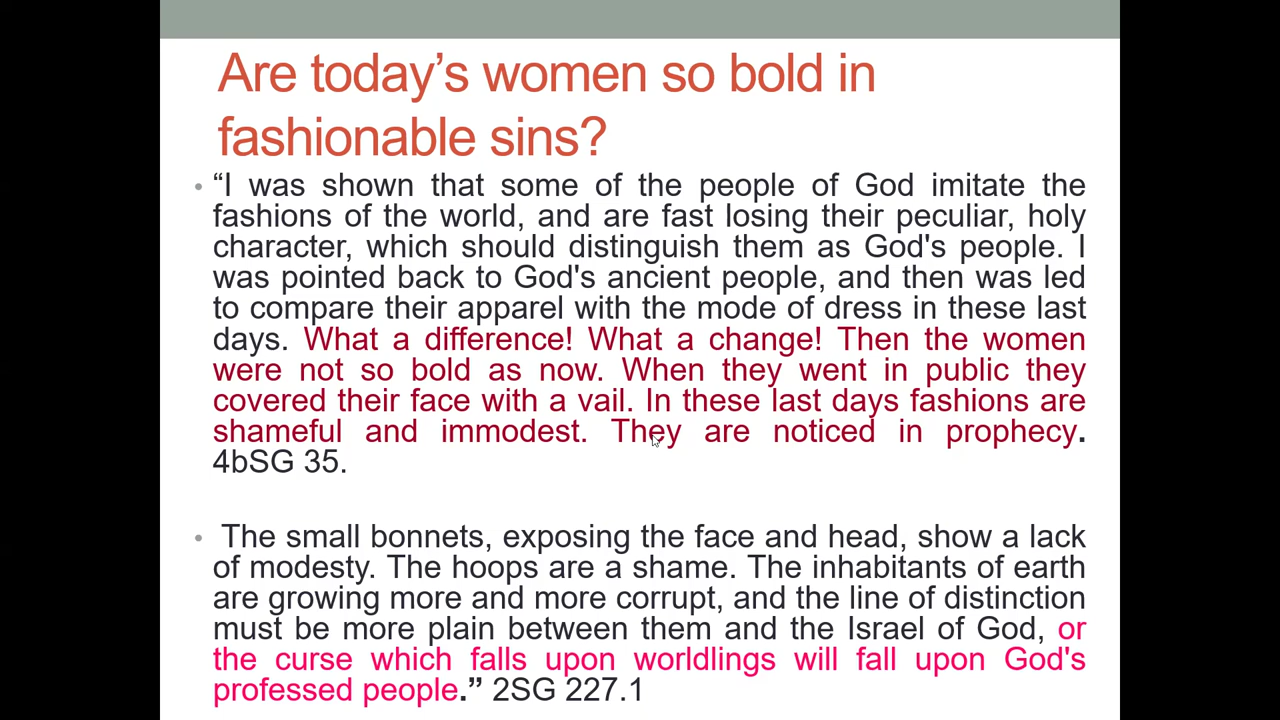 Are today’s women so bold in
fashionable sins?
• “I was shown that some of the people of God imitate the
fashions of the world, and are fast losing their peculiar, holy
character, which should distinguish them as God's people. I
was pointed back to God's ancient people, and then was led
to compare their apparel with the mode of dress in these last
days. What a difference! What a change! Then the women
were not so bold as now. When they went in public they
covered their face with a vail. In these last days fashions are
shameful and immodest. They are noticed in prophecy.
4bSG 35.
• The small bonnets, exposing the face and head, show a lack
of modesty. The hoops are a shame. The inhabitants of earth
are growing more and more corrupt, and the line of distinction
must be more plain between them and the Israel of God, or
the curse which falls upon worldlings will fall upon God's
professed people.” 2SG 227.1